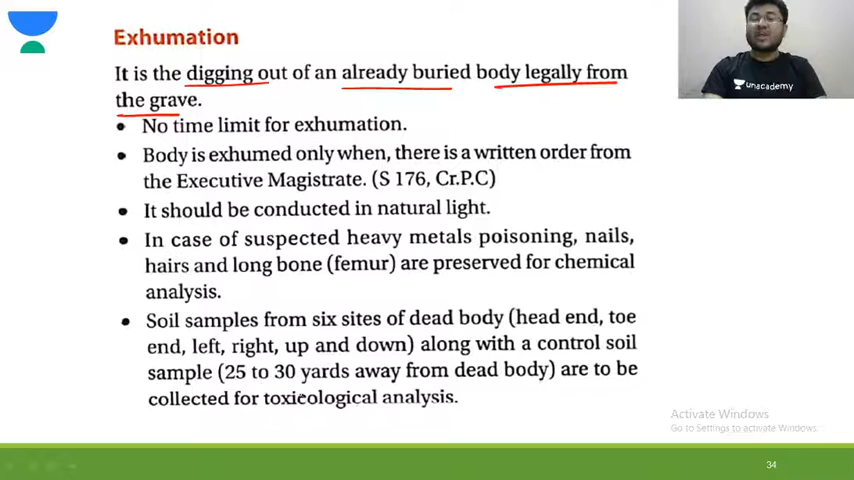 Exhumation
It is the digging out of an already buried body legally from
the grave.
• No time limit for exhumation.
• Body is exhumed only when, there is a written order from
the Executive Magistrate. (S 176, Cr.P.C)
• It should be conducted in natural light.
• In case of suspected heavy metals poisoning, nails,
hairs and long bone (femur) are preserved for chemical
analysis.
• Soil samples from six sites of dead body (head end, toe
end, left, right, up and down) along with a control soil
sample (25 to 30 yards away from dead body) are to be
collected for toxicological analysis.
unacademy
Activate Windows
Go to Settings to activate Windows.
34